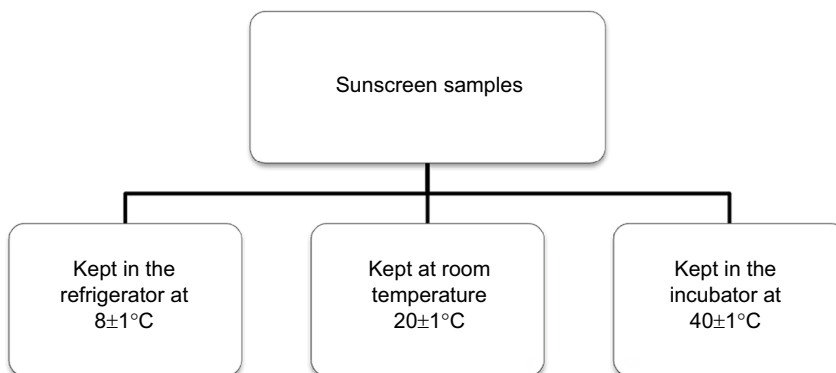 Sunscreen samples
Kept in the
refrigerator at
8±1°C
Kept at room
temperature
20±1°C
Kept in the
incubator at
40±1°C